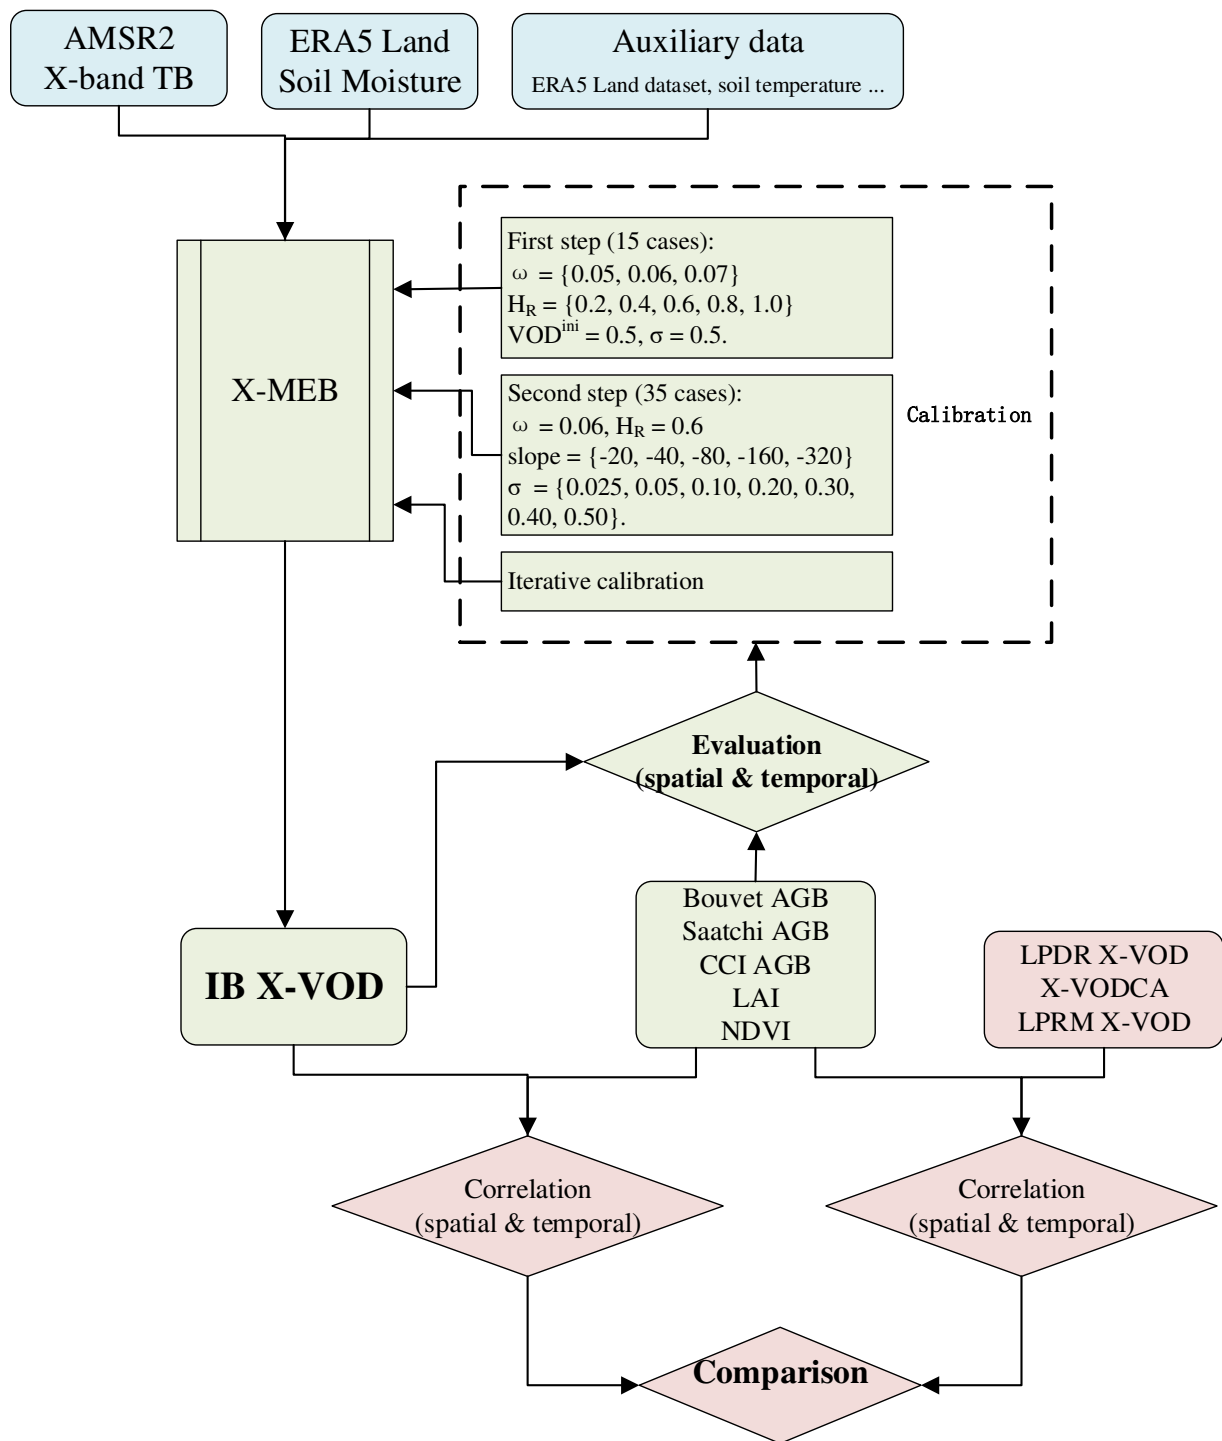 AMSR2
X-band TB
ERA5 Land
Soil Moisture
Auxiliary data
ERA5 Land dataset, soil temperature ...
First step (15 cases):
ω = {0.05, 0.06, 0.07}
H_R = {0.2, 0.4, 0.6, 0.8, 1.0}
VOD^ini = 0.5, σ = 0.5.
X-MEB
Second step (35 cases):
ω = 0.06, H_R = 0.6
slope = {-20, -40, -80, -160, -320}
σ = {0.025, 0.05, 0.10, 0.20, 0.30,
0.40, 0.50}.
Calibration
Iterative calibration
Evaluation
(spatial & temporal)
Bouvet AGB
Saatchi AGB
CCI AGB
LAI
NDVI
IB X-VOD
LPDR X-VOD
X-VODCA
LPRM X-VOD
Correlation
(spatial & temporal)
Correlation
(spatial & temporal)
Comparison